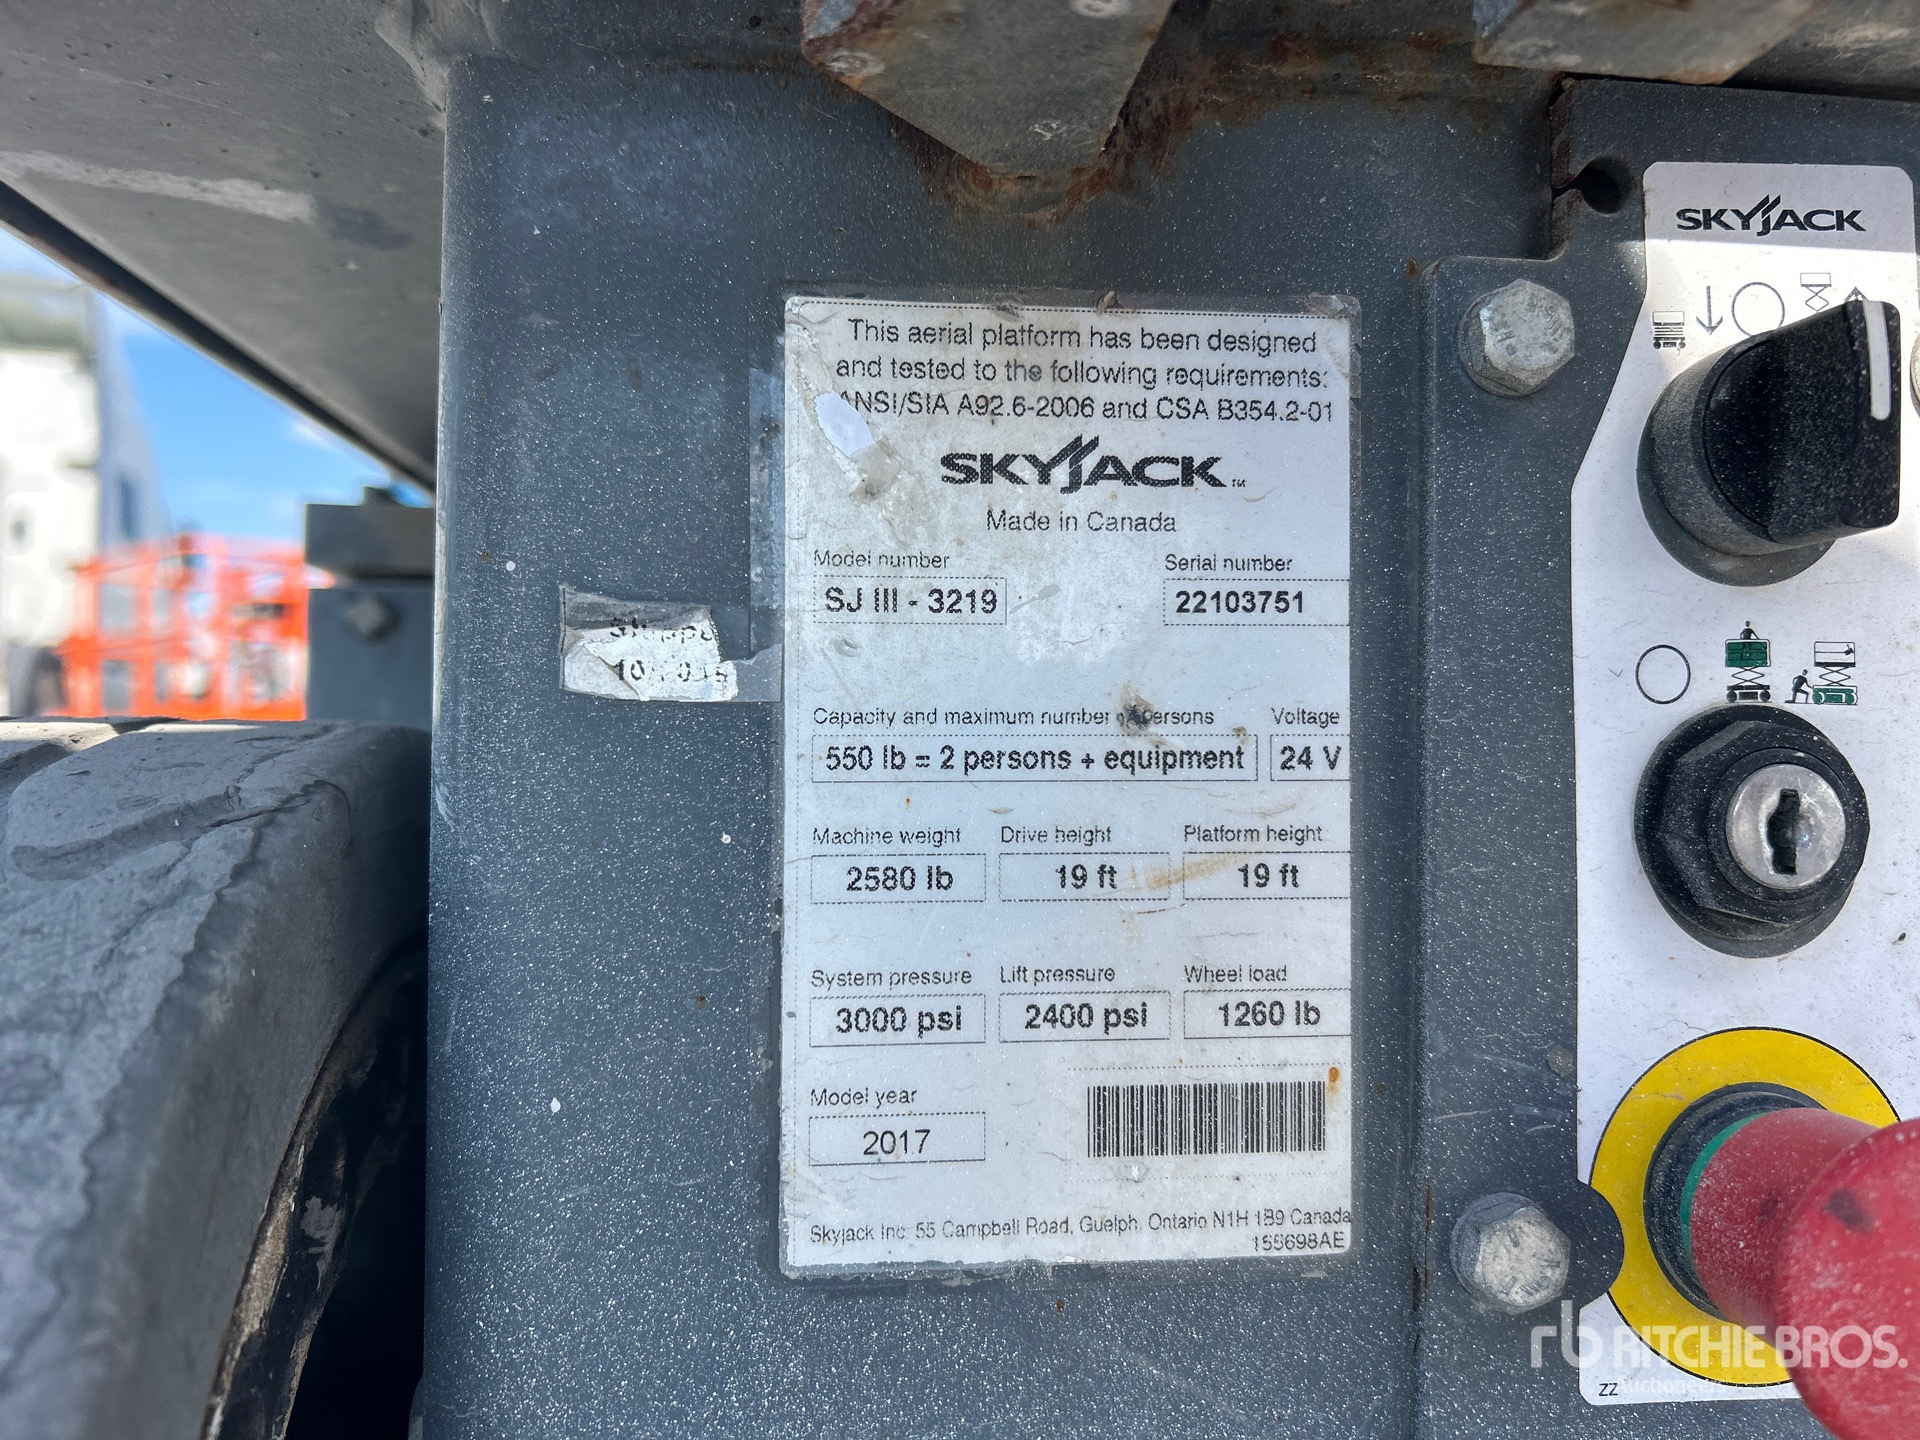 This aerial platform has been designed
and tested to the following requirements:
ANSI/SIA A92.6-2006 and CSA B354.2-01
SKYJACK™
Made in Canada
Model number Serial number
SJ III - 3219 22103751
Capacity and maximum number of persons Voltage
550 lb = 2 persons + equipment 24 V
Machine weight Drive height Platform height
2580 lb 19 ft 19 ft
System pressure Lift pressure Wheel load
3000 psi 2400 psi 1260 lb
Model year
2017
Skyjack Inc. 55 Campbell Road, Guelph, Ontario N1H 1B9 Canada
155698AE
SKYJACK
ZZ
rb RITCHIE BROS.
Auctioneers